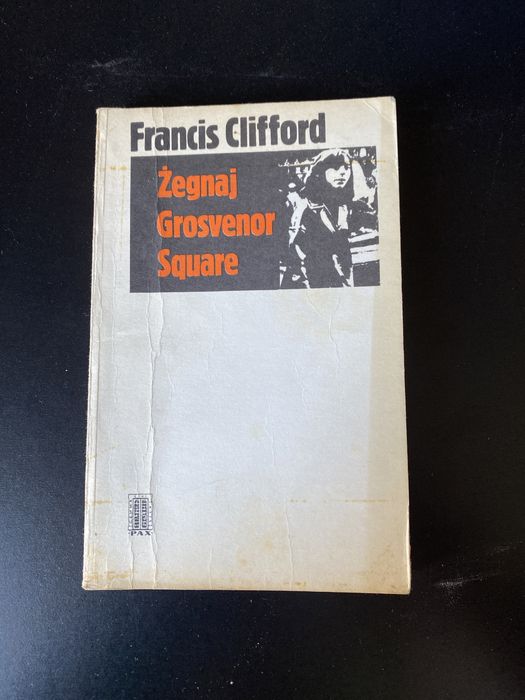 Francis Clifford
Żegnaj
Grosvenor
Square
PAX